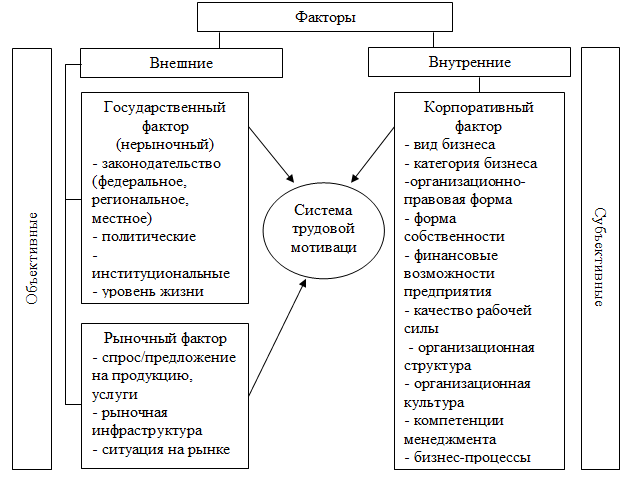 Факторы
Внешние
Внутренние
Объективные
Государственный
фактор
(нерыночный)
- законодательство
(федеральное,
региональное,
местное)
- политические
-
институциональные
- уровень жизни
Рыночный фактор
- спрос/предложение
на продукцию,
услуги
- рыночная
инфраструктура
- ситуация на рынке
Система
трудовой
мотиваци
Корпоративный
фактор
- вид бизнеса
- категория бизнеса
-организационно-
правовая форма
- форма
собственности
- финансовые
возможности
предприятия
- качество рабочей
силы
- организационная
структура
- организационная
культура
- компетенции
менеджмента
- бизнес-процессы
Субъективные